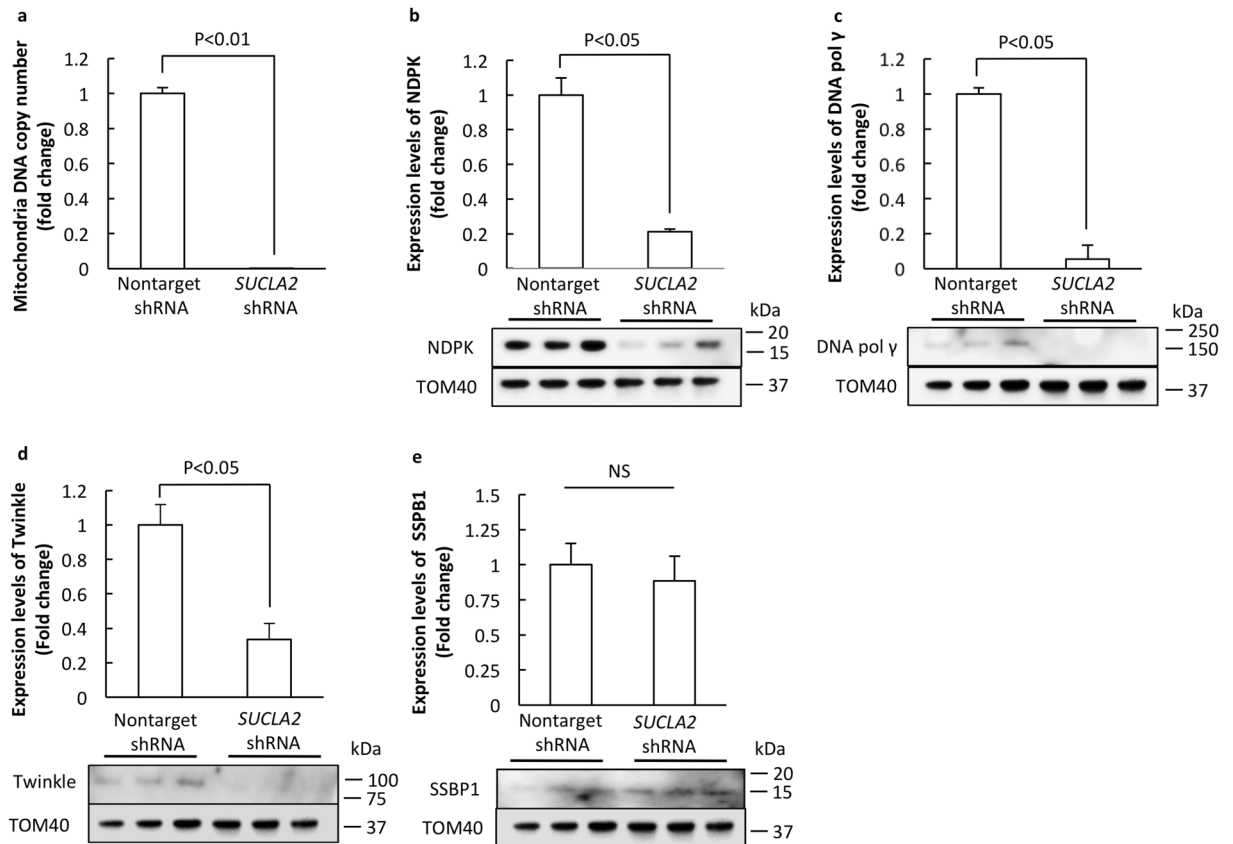 a
P<0.01
Mitochondria DNA copy number
(fold change)
1.2
1
0.8
0.6
0.4
0.2
0
Nontarget
shRNA
SUCLA2
shRNA
b
P<0.05
Expression levels of NDPK
(fold change)
1.2
1
0.8
0.6
0.4
0.2
0
Nontarget
shRNA
SUCLA2
shRNA
kDa
NDPK
20
15
TOM40
37
c
P<0.05
Expression levels of DNA pol γ
(fold change)
1.2
1
0.8
0.6
0.4
0.2
0
Nontarget
shRNA
SUCLA2
shRNA
kDa
DNA pol γ
250
150
TOM40
37
d
P<0.05
Expression levels of Twinkle
(Fold change)
1.2
1
0.8
0.6
0.4
0.2
0
Nontarget
shRNA
SUCLA2
shRNA
kDa
Twinkle
100
75
TOM40
37
e
NS
Expression levels of SSPB1
(Fold change)
1.5
1.25
1
0.75
0.5
0.25
0
Nontarget
shRNA
SUCLA2
shRNA
kDa
SSBP1
20
15
TOM40
37